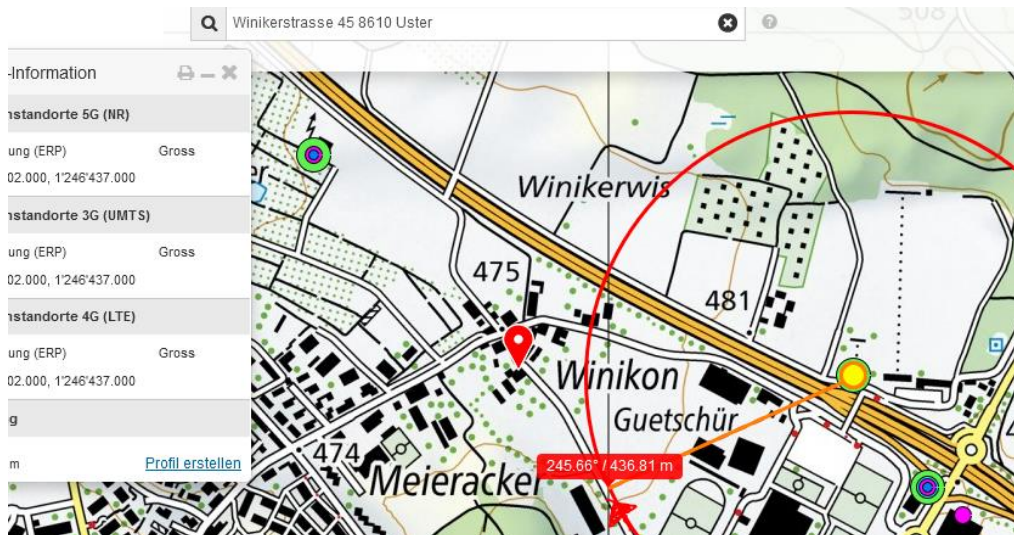 Winikerstrasse 45 8610 Uster
508
-Information
nstandorte 5G (NR)
ung (ERP) Gross
02.000, 1'246'437.000
nstandorte 3G (UMTS)
ung (ERP) Gross
02.000, 1'246'437.000
nstandorte 4G (LTE)
ung (ERP) Gross
02.000, 1'246'437.000
g
m Profil erstellen
er
Winikerwis
475
481
Winikon
Guetschür
474
245.66° / 436.81 m
Meieracker